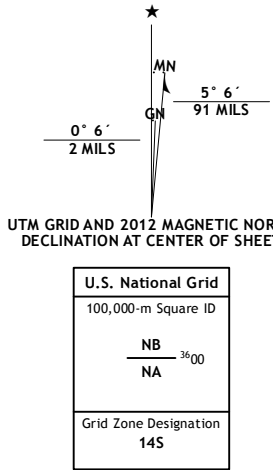 ★
MN
5° 6´
91 MILS
GN
0° 6´
2 MILS
UTM GRID AND 2012 MAGNETIC NOR
DECLINATION AT CENTER OF SHEE
U.S. National Grid
100,000-m Square ID
NB
3600
NA
Grid Zone Designation
14S